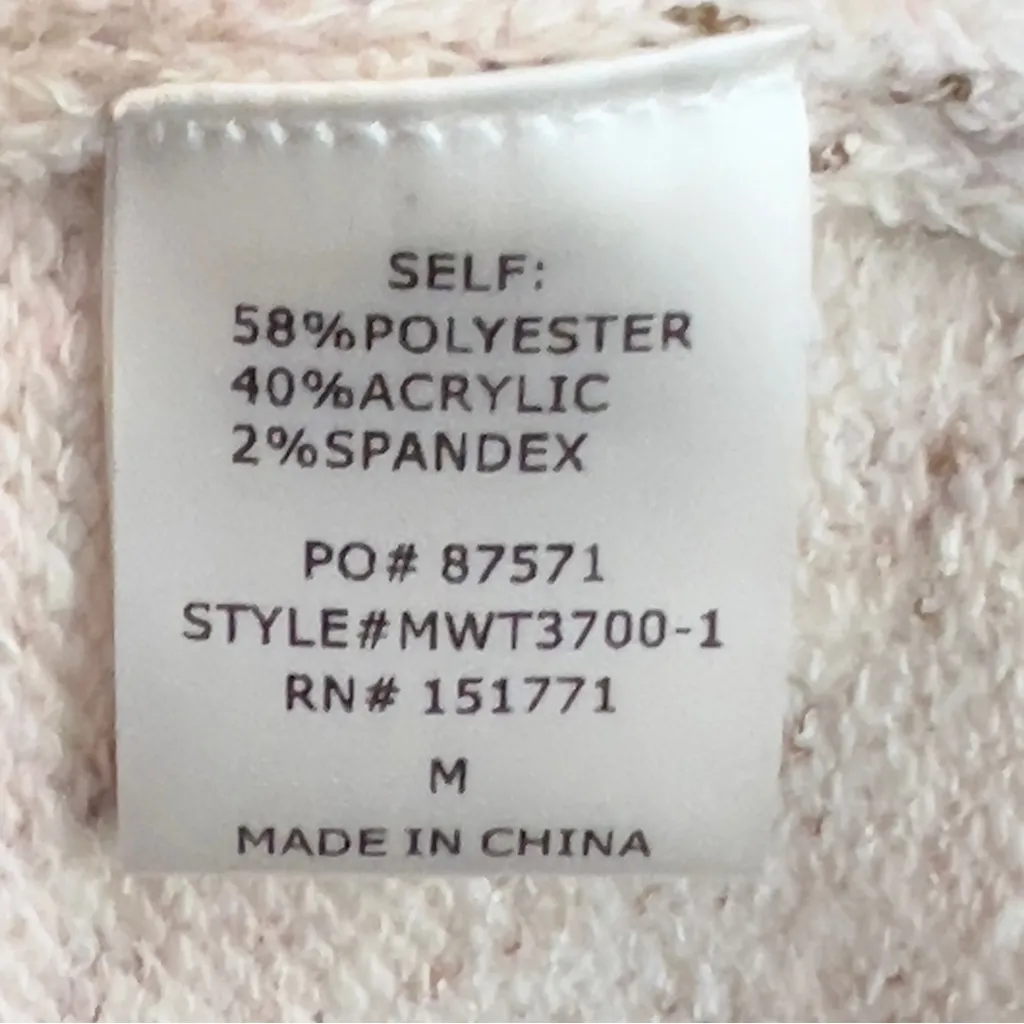 SELF:
58%POLYESTER
40%ACRYLIC
2%SPANDEX
PO# 87571
STYLE#MWT3700-1
RN# 151771
M
MADE IN CHINA